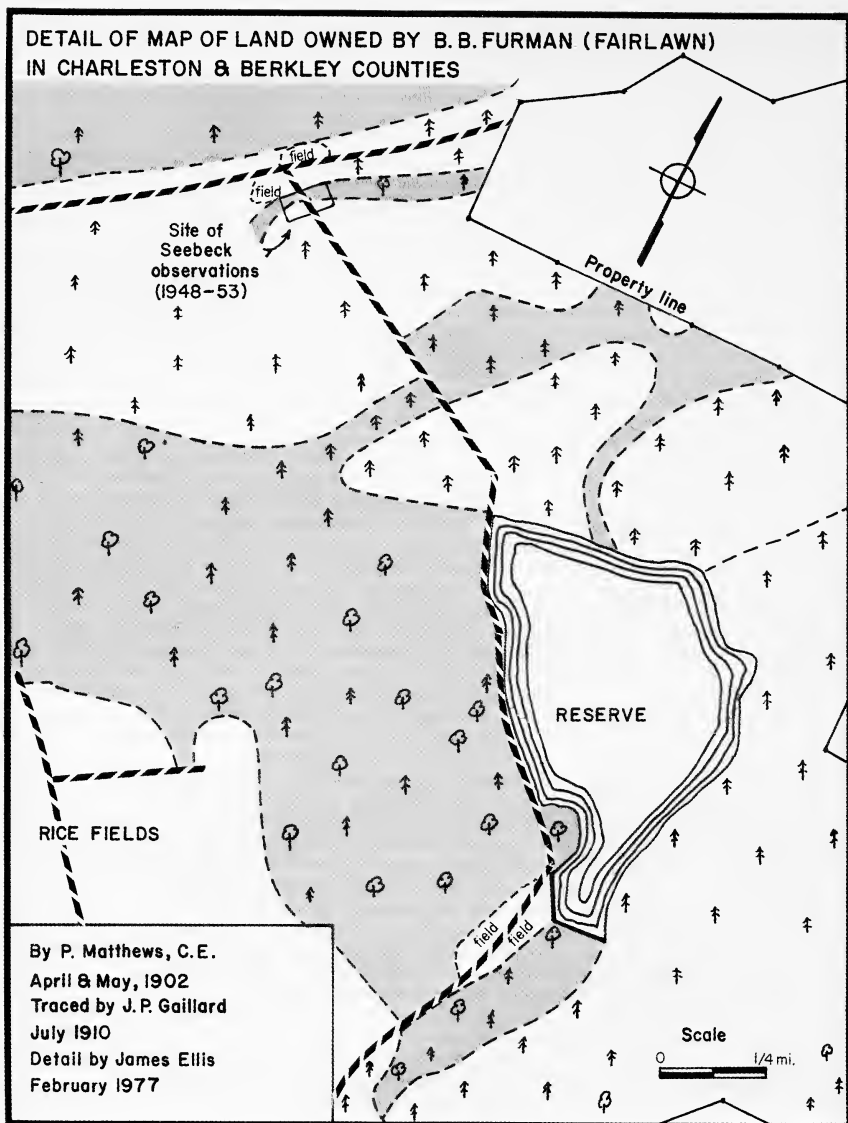 DETAIL OF MAP OF LAND OWNED BY B.B. FURMAN (FAIRLAWN)
IN CHARLESTON & BERKLEY COUNTIES
field
field
Site of
Seebeck
observations
(1948-53)
Property line
RESERVE
RICE FIELDS
field
field
By P. Matthews, C.E.
April & May, 1902
Traced by J.P. Gaillard
July 1910
Detail by James Ellis
February 1977
Scale
0 1/4 mi.